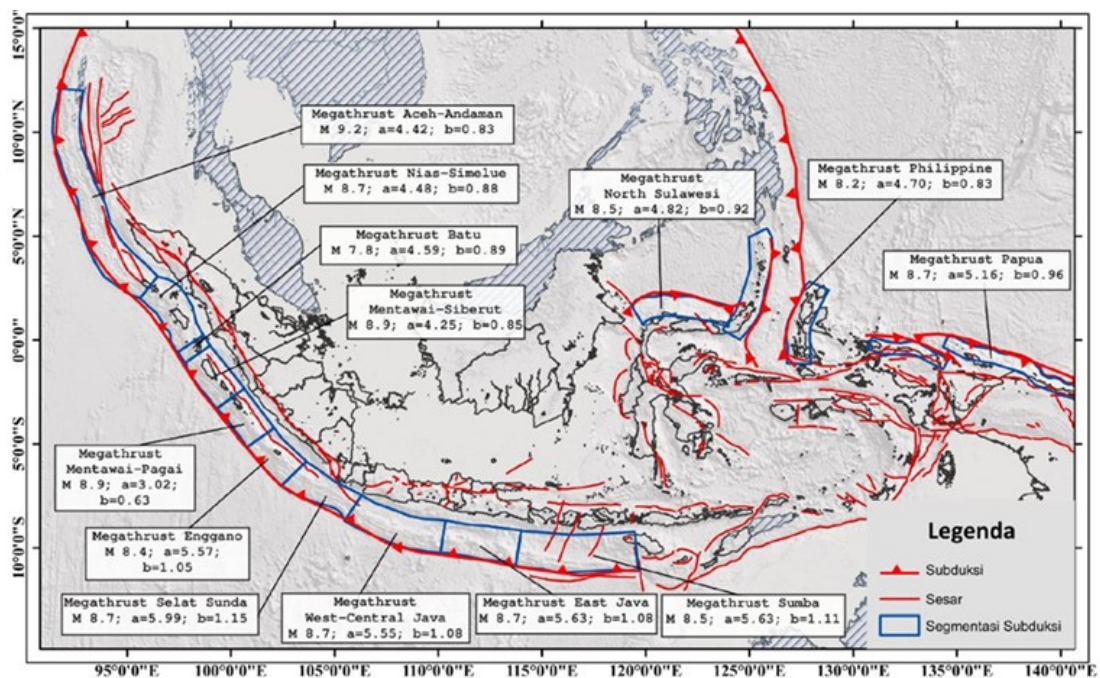 15°0'0"N
10°0'0"N
5°0'0"N
0°0'0"
5°0'0"S
10°0'0"S
Megathrust Aceh-Andaman
M 9.2; a=4.42; b=0.83
Megathrust Nias-Simelue
M 8.7; a=4.48; b=0.88
Megathrust Batu
M 7.8; a=4.59; b=0.89
Megathrust
Mentawai-Siberut
M 8.9; a=4.25; b=0.85
Megathrust
North Sulawesi
M 8.5; a=4.82; b=0.92
Megathrust Philippine
M 8.2; a=4.70; b=0.83
Megathrust Papua
M 8.7; a=5.16; b=0.96
Megathrust
Mentawai-Pagai
M 8.9; a=3.02;
b=0.63
Megathrust Enggano
M 8.4; a=5.57;
b=1.05
Megathrust Selat Sunda
M 8.7; a=5.99; b=1.15
Megathrust
West-Central Java
M 8.7; a=5.55; b=1.08
Megathrust East Java
M 8.7; a=5.63; b=1.08
Megathrust Sumba
M 8.5; a=5.63; b=1.11
Legenda
Subduksi
Sesar
Segmentasi Subduksi
95°0'0"E
100°0'0"E
105°0'0"E
110°0'0"E
115°0'0"E
120°0'0"E
125°0'0"E
130°0'0"E
135°0'0"E
140°0'0"E